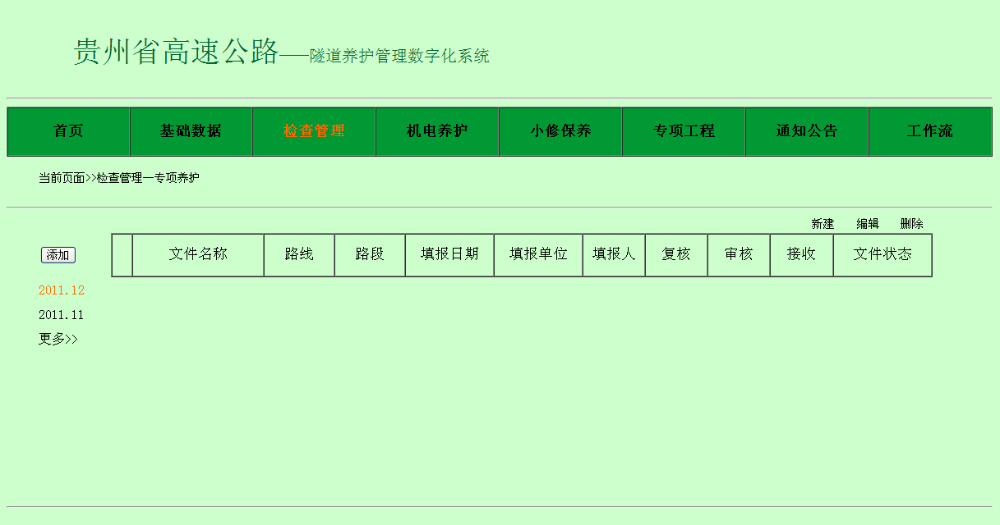 贵州省高速公路——隧道养护管理数字化系统
首页 基础数据 检查管理 机电养护 小修保养 专项工程 通知公告 工作流
当前页面>>检查管理—专项养护
新建 编辑 删除
添加 文件名称 路线 路段 填报日期 填报单位 填报人 复核 审核 接收 文件状态
2011.12
2011.11
更多>>